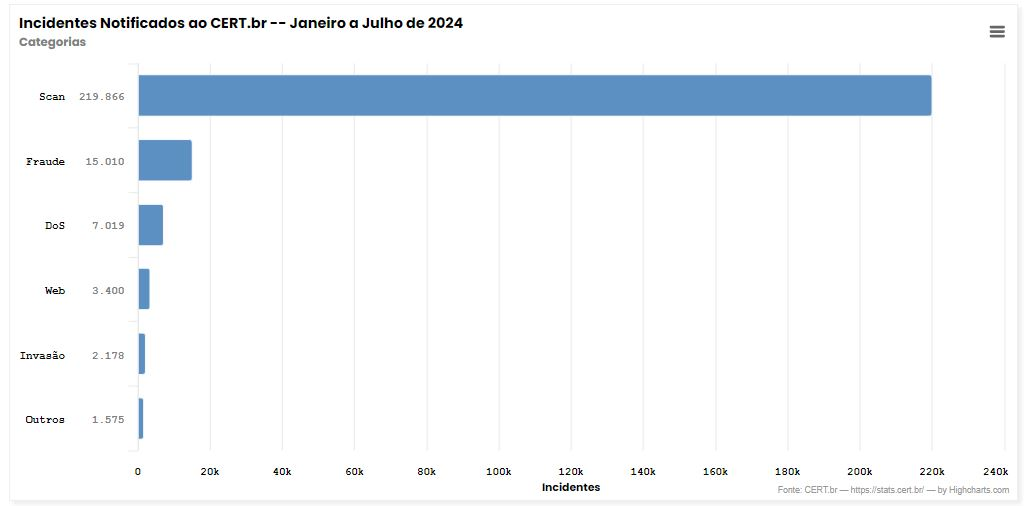 Incidentes Notificados ao CERT.br -- Janeiro a Julho de 2024
Categorias
Scan 219.866
Fraude 15.010
DoS 7.019
Web 3.400
Invasão 2.178
Outros 1.575
0 20k 40k 60k 80k 100k 120k 140k 160k 180k 200k 220k 240k
Incidentes
Fonte: CERT.br — https://stats.cert.br/ — by Highcharts.com